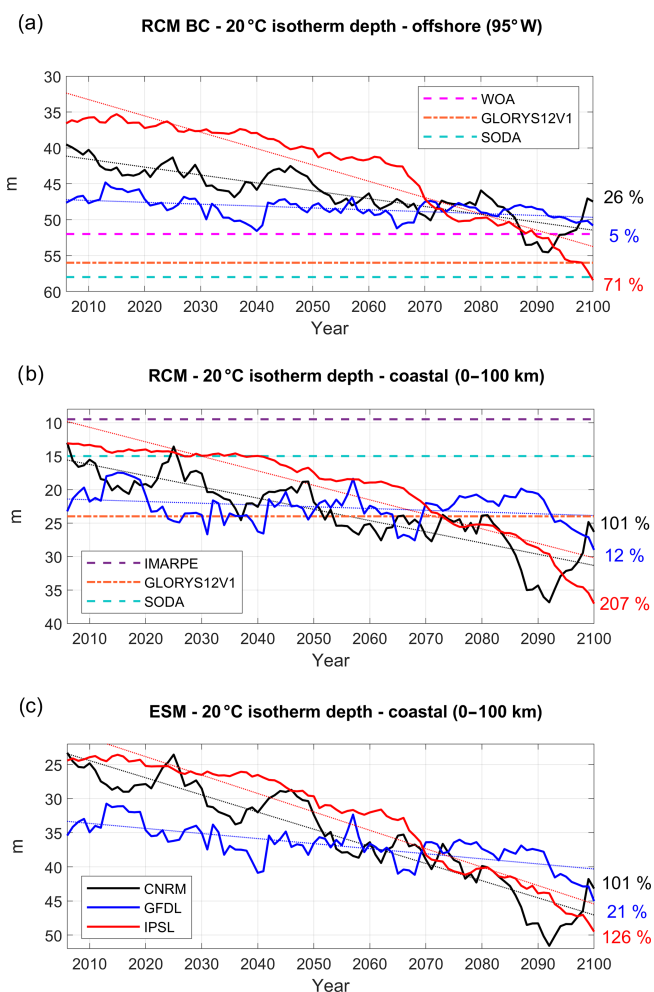 (a)
RCM BC - 20 °C isotherm depth - offshore (95° W)
30
35
40
45
50
55
60
m
WOA
GLORYS12V1
SODA
26 %
5 %
71 %
2010 2020 2030 2040 2050 2060 2070 2080 2090 2100
Year
(b)
RCM - 20 °C isotherm depth - coastal (0–100 km)
10
15
20
25
30
35
40
m
IMARPE
GLORYS12V1
SODA
101 %
12 %
207 %
2010 2020 2030 2040 2050 2060 2070 2080 2090 2100
Year
(c)
ESM - 20 °C isotherm depth - coastal (0–100 km)
25
30
35
40
45
50
m
CNRM
GFDL
IPSL
101 %
21 %
126 %
2010 2020 2030 2040 2050 2060 2070 2080 2090 2100
Year